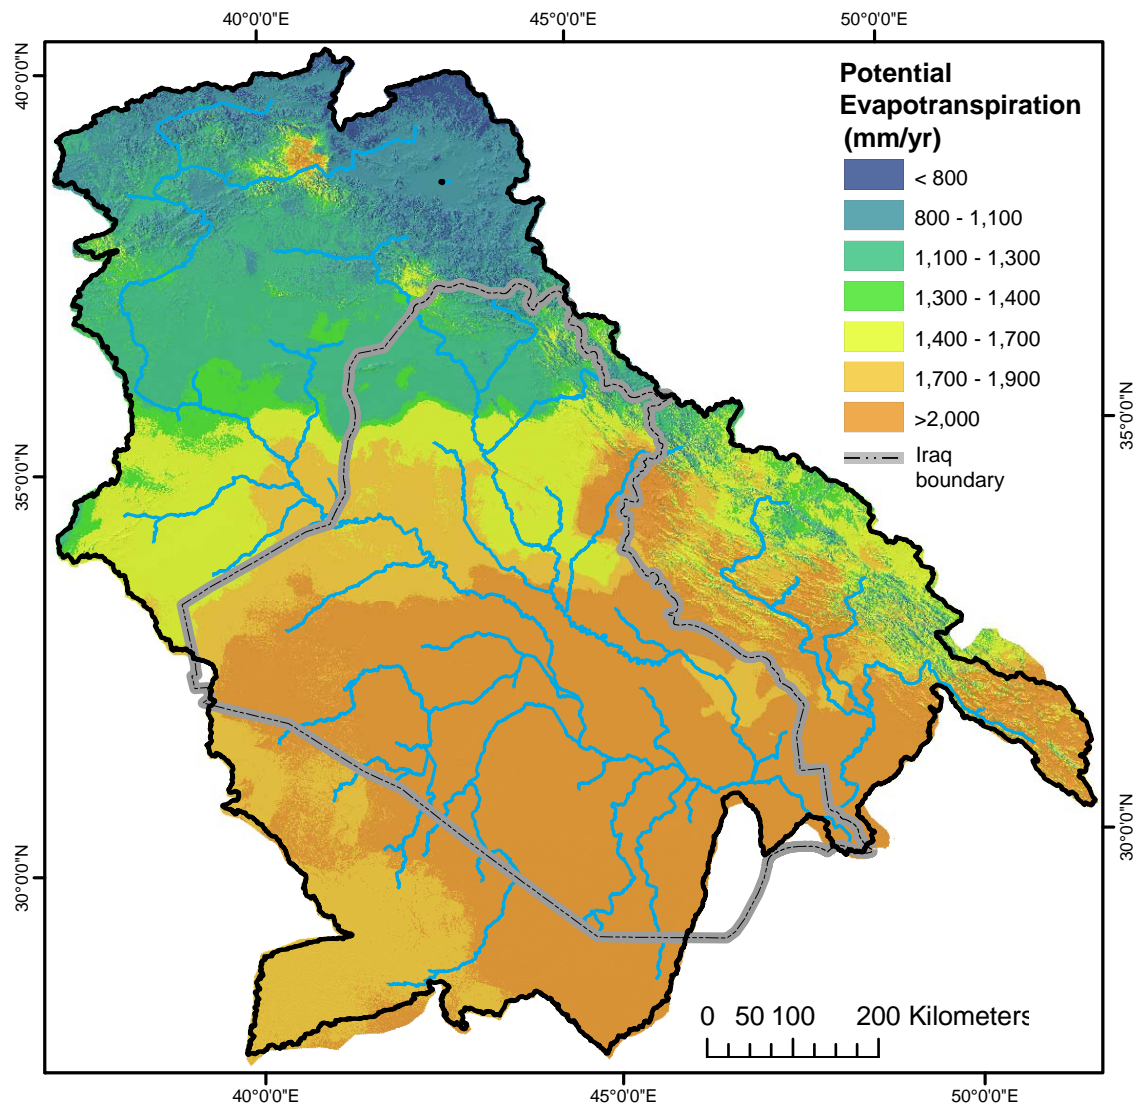 40°0'0"E 45°0'0"E 50°0'0"E
40°0'0"N
35°0'0"N
30°0'0"N
Potential
Evapotranspiration
(mm/yr)
< 800
800 - 1,100
1,100 - 1,300
1,300 - 1,400
1,400 - 1,700
1,700 - 1,900
>2,000
Iraq
boundary
35°0'0"N
30°0'0"N
0 50 100 200 Kilometers
40°0'0"E 45°0'0"E 50°0'0"E